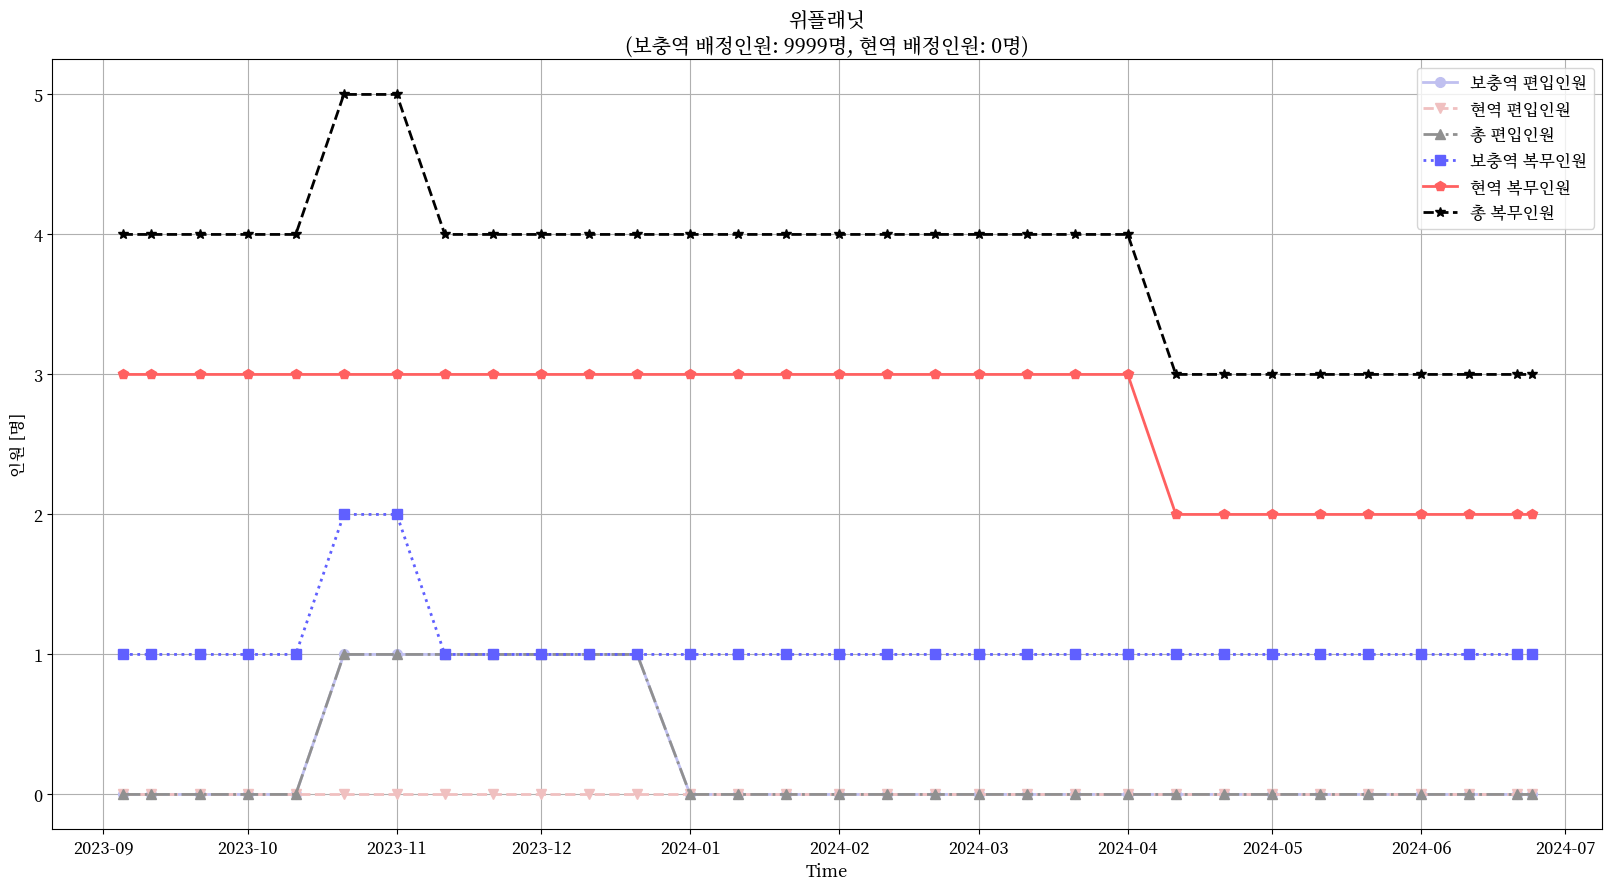 위플래닛
(보충역 배정인원: 9999명, 현역 배정인원: 0명)
보충역 편입인원
현역 편입인원
총 편입인원
보충역 복무인원
현역 복무인원
총 복무인원
인원 [명]
5
4
3
2
1
0
2023-09 2023-10 2023-11 2023-12 2024-01 2024-02 2024-03 2024-04 2024-05 2024-06 2024-07
Time